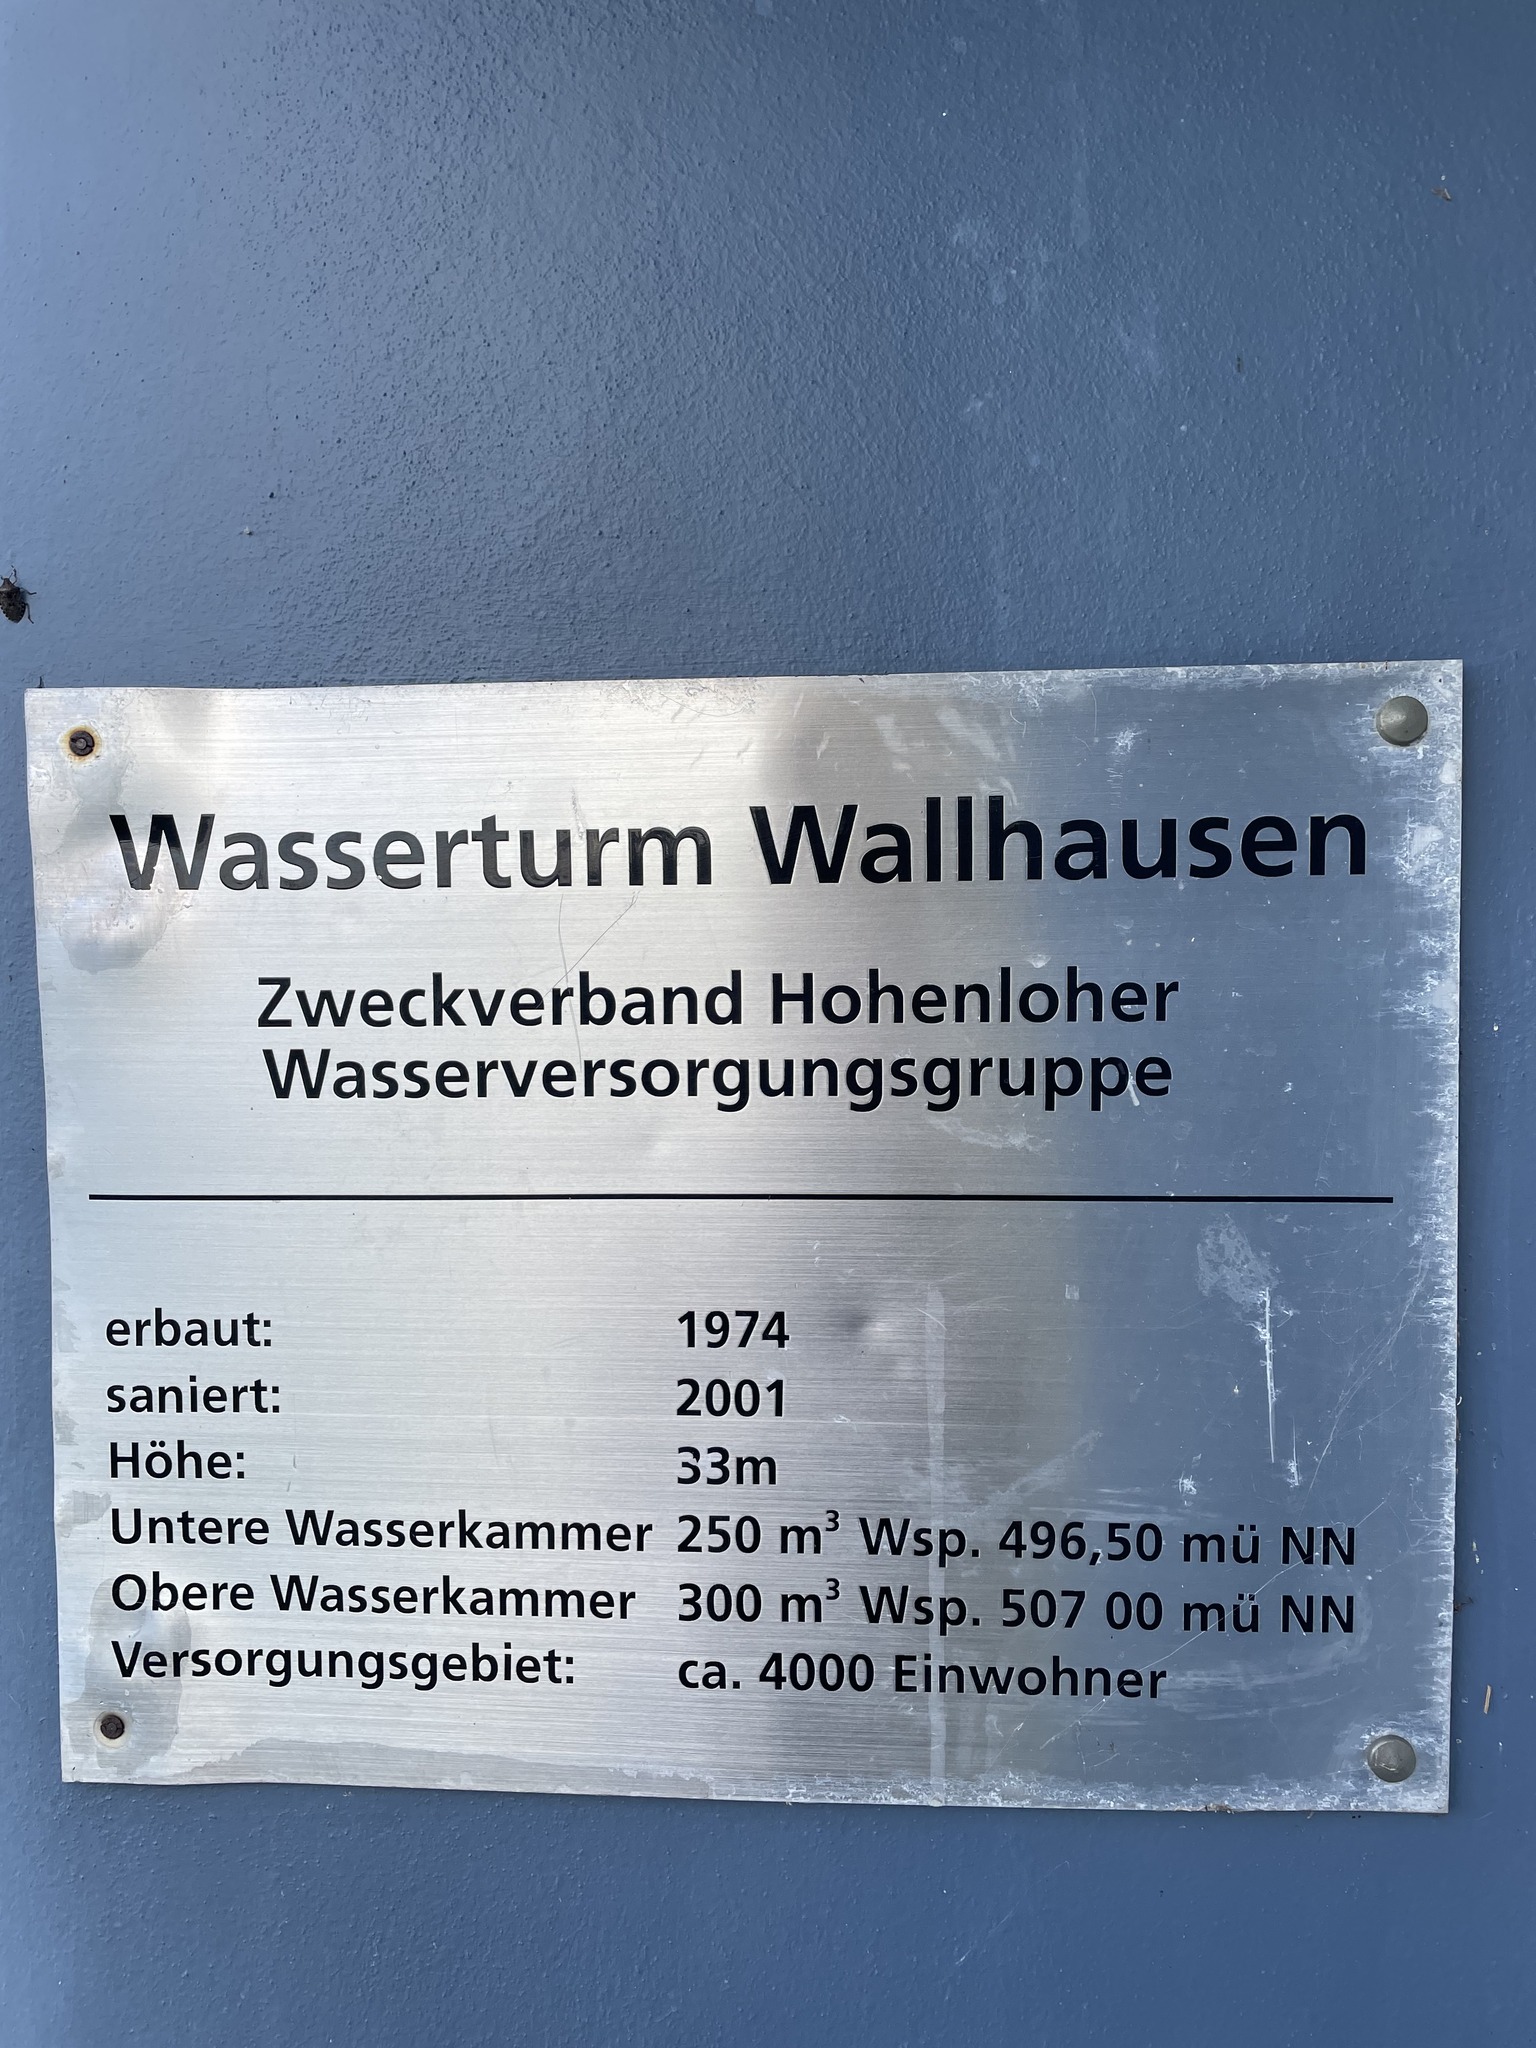 Wasserturm Wallhausen
Zweckverband Hohenloher
Wasserversorgungsgruppe
erbaut: 1974
saniert: 2001
Höhe: 33m
Untere Wasserkammer 250 m³ Wsp. 496,50 mü NN
Obere Wasserkammer 300 m³ Wsp. 507 00 mü NN
Versorgungsgebiet: ca. 4000 Einwohner